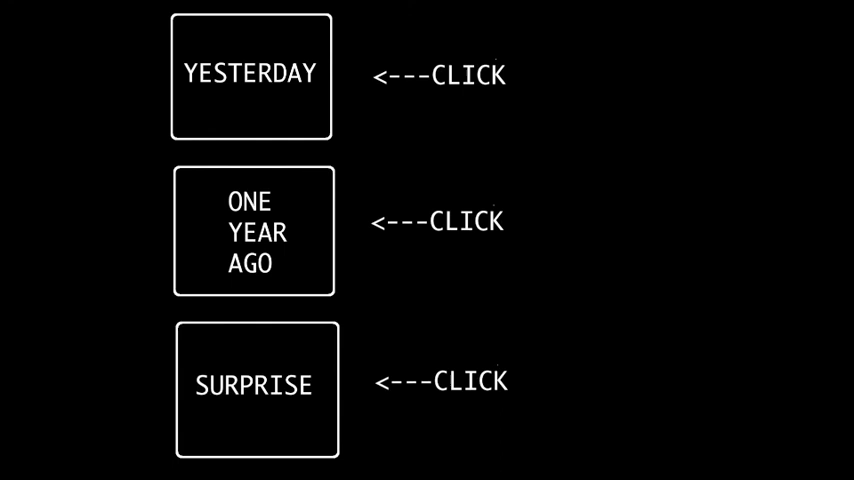 YESTERDAY <---CLICK
ONE
YEAR <---CLICK
AGO
SURPRISE <---CLICK